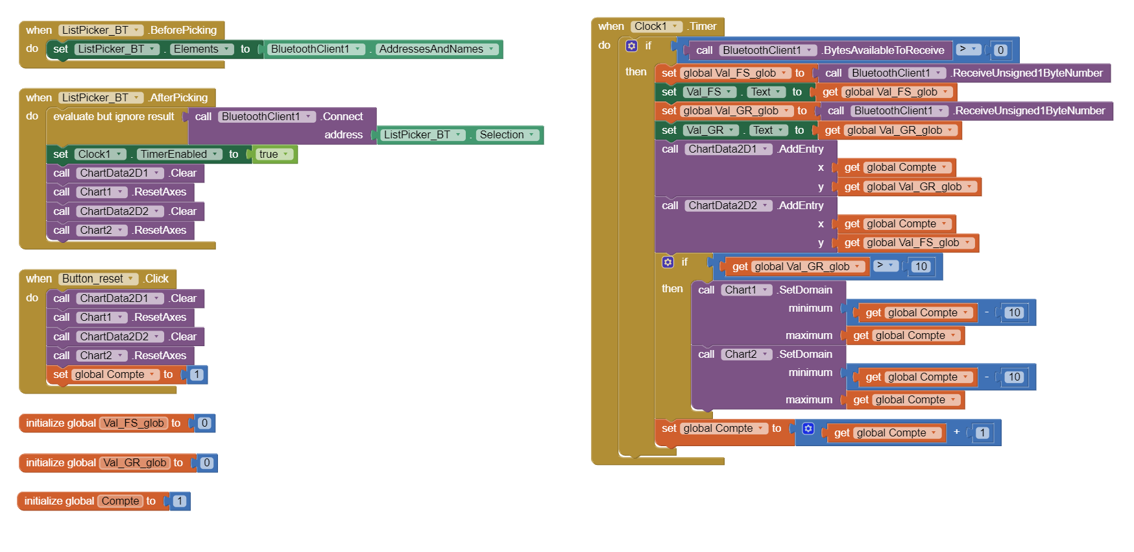 when ListPicker_BT .BeforePicking
do set ListPicker_BT . Elements to BluetoothClient1 . AddressesAndNames
when ListPicker_BT .AfterPicking
do evaluate but ignore result call BluetoothClient1 .Connect
address ListPicker_BT . Selection
set Clock1 . TimerEnabled to true
call ChartData2D1 .Clear
call Chart1 .ResetAxes
call ChartData2D2 .Clear
call Chart2 .ResetAxes
when Button_reset .Click
do call ChartData2D1 .Clear
call Chart1 .ResetAxes
call ChartData2D2 .Clear
call Chart2 .ResetAxes
set global Compte to 1
initialize global Val_FS_glob to 0
initialize global Val_GR_glob to 0
initialize global Compte to 1
when Clock1 .Timer
do if call BluetoothClient1 .BytesAvailableToReceive > 0
then set global Val_FS_glob to call BluetoothClient1 .ReceiveUnsigned1ByteNumber
set Val_FS . Text to get global Val_FS_glob
set global Val_GR_glob to call BluetoothClient1 .ReceiveUnsigned1ByteNumber
set Val_GR . Text to get global Val_GR_glob
call ChartData2D1 .AddEntry
x get global Compte
y get global Val_GR_glob
call ChartData2D2 .AddEntry
x get global Compte
y get global Val_FS_glob
if get global Val_GR_glob > 10
then call Chart1 .SetDomain
minimum get global Compte - 10
maximum get global Compte
call Chart2 .SetDomain
minimum get global Compte - 10
maximum get global Compte
set global Compte to get global Compte + 1